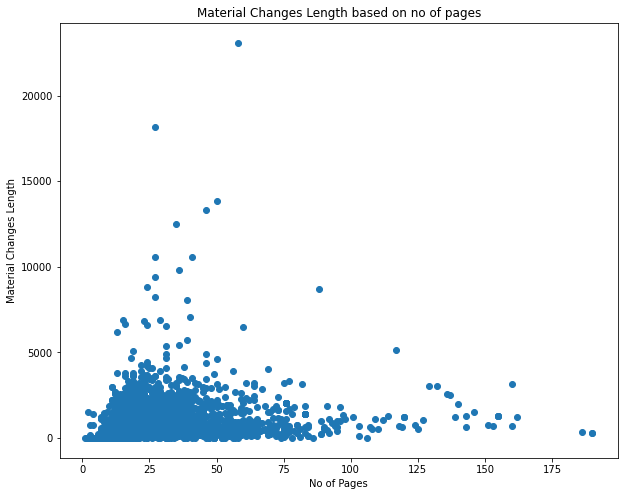 Material Changes Length based on no of pages
20000
15000
10000
5000
0
Material Changes Length
0 25 50 75 100 125 150 175
No of Pages